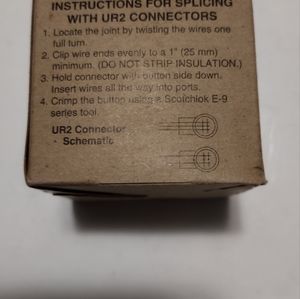 INSTRUCTIONS FOR SPLICING
WITH UR2 CONNECTORS
1. Locate the joint by twisting the wires one
full turn.
2. Clip wire ends evenly to a 1" (25 mm)
minimum. (DO NOT STRIP INSULATION.)
3. Hold connector with button side down.
Insert wires all the way into ports.
4. Crimp the button using a Scotchlok E-9
series tool.
UR2 Connector
- Schematic